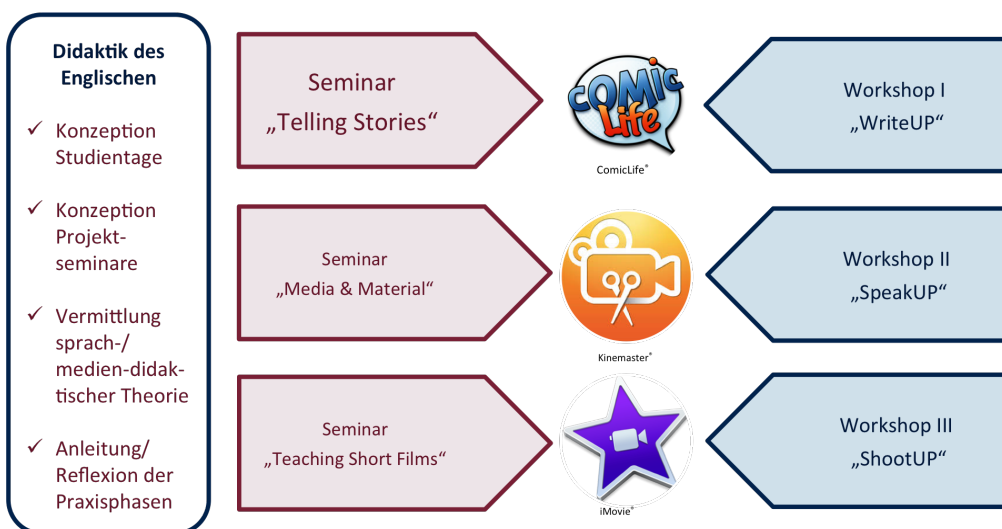 Didaktik des
Englischen
✓ Konzeption
Studientage
✓ Konzeption
Projekt-
seminare
✓ Vermittlung
sprach-/
medien-didak-
tischer Theorie
✓ Anleitung/
Reflexion der
Praxisphasen
Seminar
„Telling Stories“
COMIC
Life
ComicLife®
Workshop I
„WriteUP“
Seminar
„Media & Material“
Kinemaster®
Workshop II
„SpeakUP“
Seminar
„Teaching Short Films“
iMovie®
Workshop III
„ShootUP“